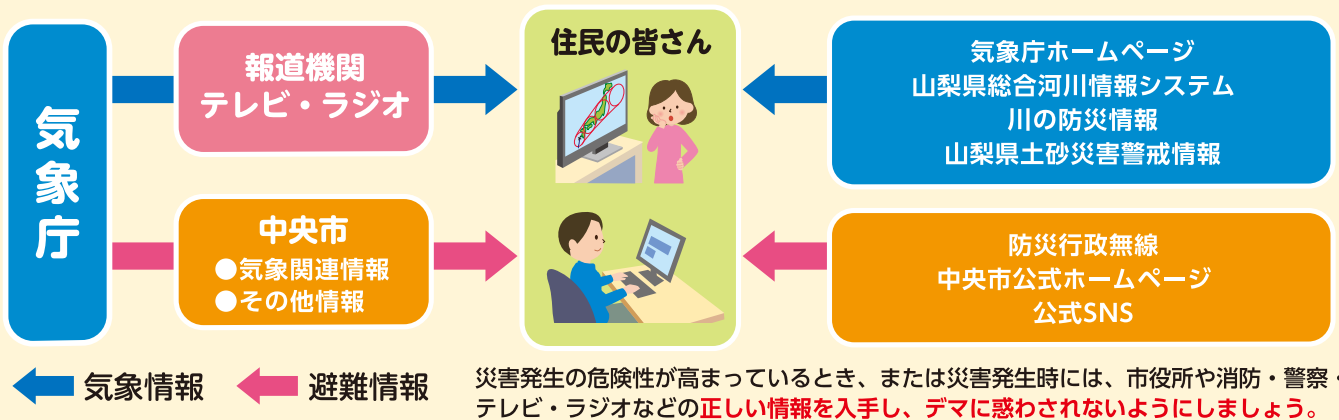 気象庁
報道機関
テレビ・ラジオ
中央市
●気象関連情報
●その他情報
住民の皆さん
気象庁ホームページ
山梨県総合河川情報システム
川の防災情報
山梨県土砂災害警戒情報
防災行政無線
中央市公式ホームページ
公式SNS
気象情報
避難情報
災害発生の危険性が高まっているとき、または災害発生時には、市役所や消防・警察・
テレビ・ラジオなどの正しい情報を入手し、デマに惑わされないようにしましょう。